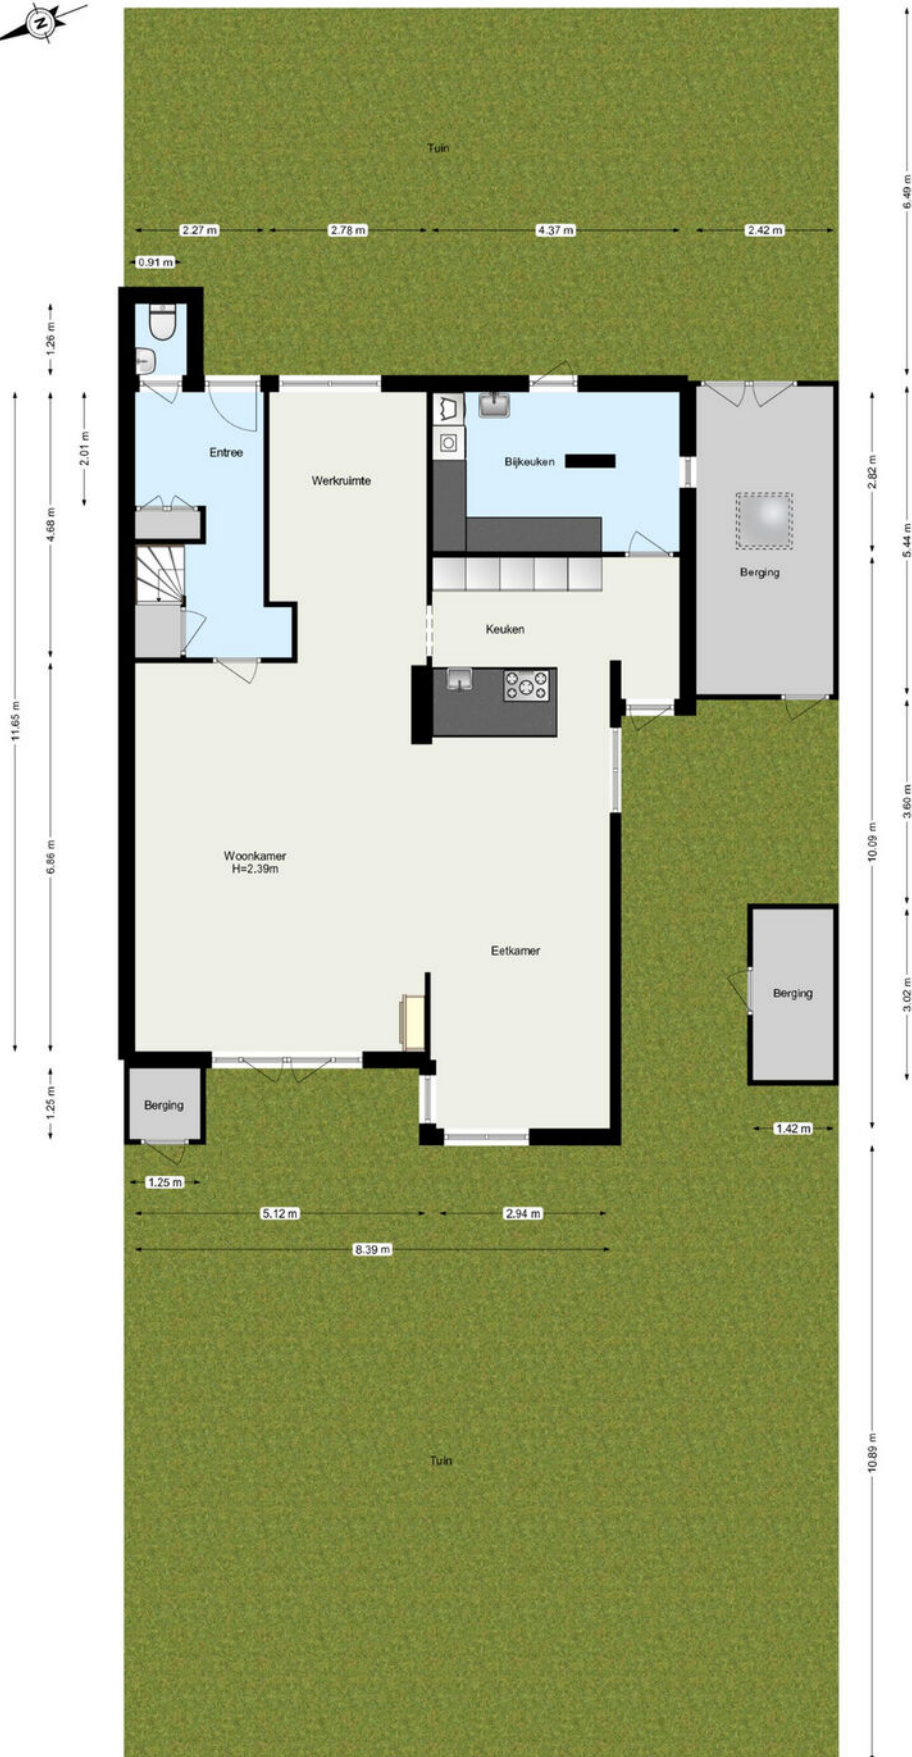 N
Tuin
6.49 m
2.27 m
2.78 m
4.37 m
2.42 m
0.91 m
1.26 m
2.01 m
4.68 m
11.65 m
Entree
Werkruimte
Bijkeuken
2.82 m
5.44 m
Berging
Keuken
6.86 m
3.60 m
10.09 m
Woonkamer
H=2.39m
Eetkamer
Berging
3.02 m
1.25 m
Berging
1.42 m
1.25 m
5.12 m
2.94 m
8.39 m
Tuin
10.89 m